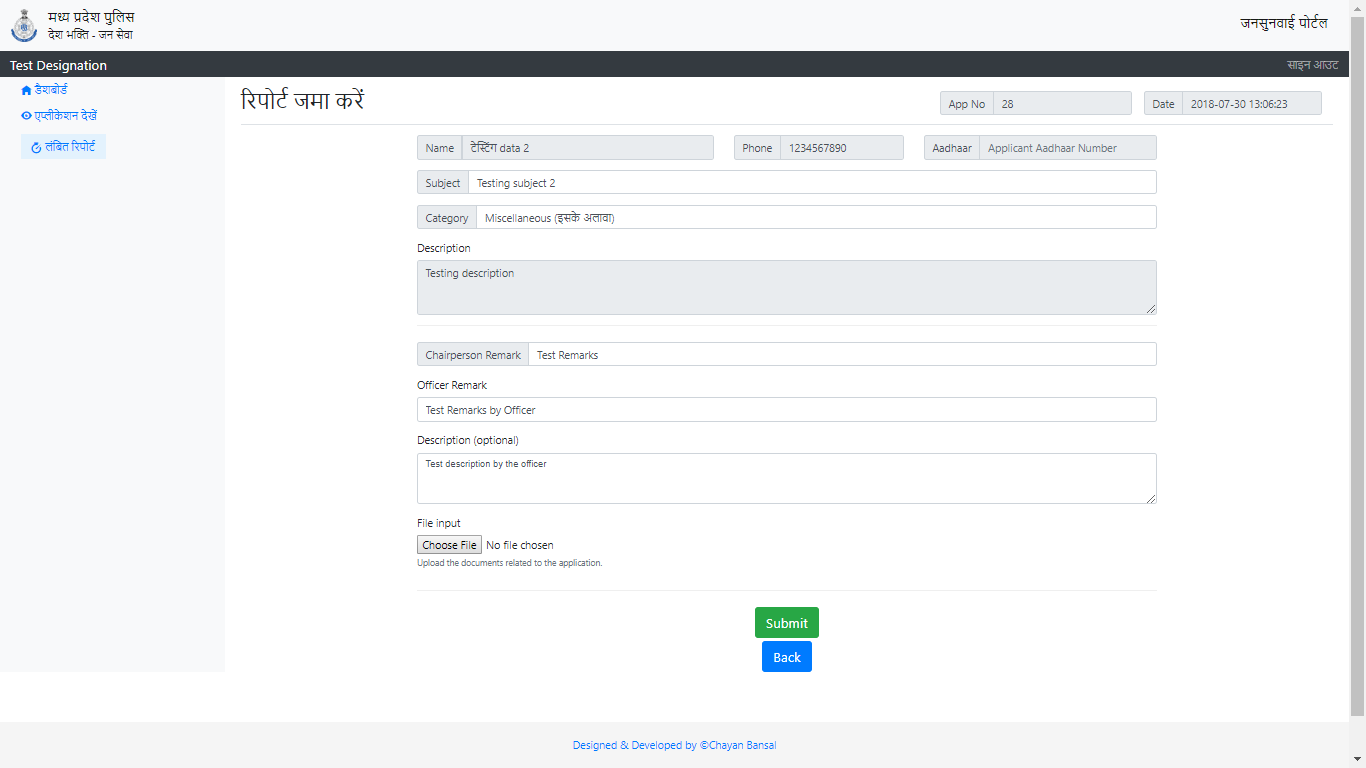 मध्य प्रदेश पुलिस
देश भक्ति - जन सेवा
जनसुनवाई पोर्टल
Test Designation
साइन आउट
डैशबोर्ड
एप्लीकेशन देखें
लंबित रिपोर्ट
रिपोर्ट जमा करें
App No 28
Date 2018-07-30 13:06:23
Name टेस्टिंग data 2
Phone 1234567890
Aadhaar Applicant Aadhaar Number
Subject Testing subject 2
Category Miscellaneous (इसके अलावा)
Description
Testing description
Chairperson Remark Test Remarks
Officer Remark
Test Remarks by Officer
Description (optional)
Test description by the officer
File input
Choose File No file chosen
Upload the documents related to the application.
Submit
Back
Designed & Developed by ©Chayan Bansal